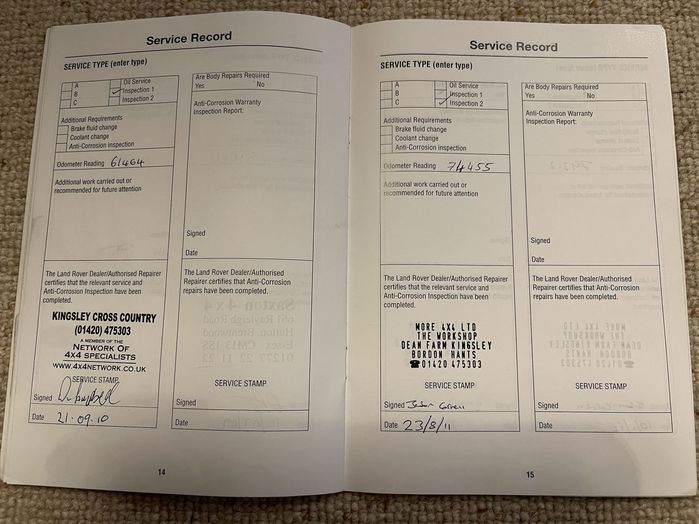 Service Record
SERVICE TYPE (enter type)
A
B
C
Oil Service
Inspection 1
Inspection 2
Additional Requirements
Brake fluid change
Coolant change
Anti-Corrosion inspection
Odometer Reading 61464
Additional work carried out or
recommended for future attention
The Land Rover Dealer/Authorised Repairer
certifies that the relevant service and
Anti-Corrosion Inspection have been
completed.
KINGSLEY CROSS COUNTRY
(01420) 475303
A MEMBER OF THE
NETWORK OF
4X4 SPECIALISTS
WWW.4X4NETWORK.CO.UK
SERVICE STAMP
Signed
Date 21-09-10
Are Body Repairs Required
Yes No
Anti-Corrosion Warranty
Inspection Report:
Signed
Date
The Land Rover Dealer/Authorised
Repairer certifies that Anti-Corrosion
repairs have been completed.
SERVICE STAMP
Signed
Date
14
Service Record
SERVICE TYPE (enter type)
A
B
C
Oil Service
Inspection 1
Inspection 2
Additional Requirements
Brake fluid change
Coolant change
Anti-Corrosion inspection
Odometer Reading 74455
Additional work carried out or
recommended for future attention
The Land Rover Dealer/Authorised Repairer
certifies that the relevant service and
Anti-Corrosion Inspection have been
completed.
MORE 4X4 LTD
THE WORKSHOP
DEAN FARM KINGSLEY
BORDON HANTS
☎01420 475303
SERVICE STAMP
Signed
Date 23/8/11
Are Body Repairs Required
Yes No
Anti-Corrosion Warranty
Inspection Report:
Signed
Date
The Land Rover Dealer/Authorised
Repairer certifies that Anti-Corrosion
repairs have been completed.
SERVICE STAMP
Signed
Date
15